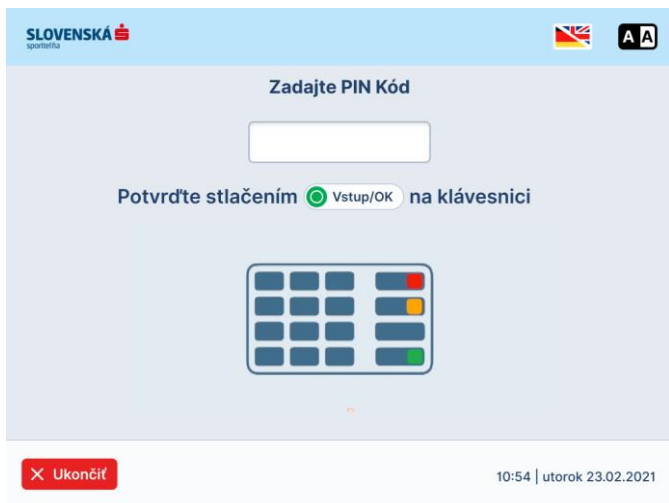 SLOVENSKÁ
sporiteľňa
A A
Zadajte PIN Kód
Potvrďte stlačením Vstup/OK na klávesnici
Ukončiť
10:54 | utorok 23.02.2021